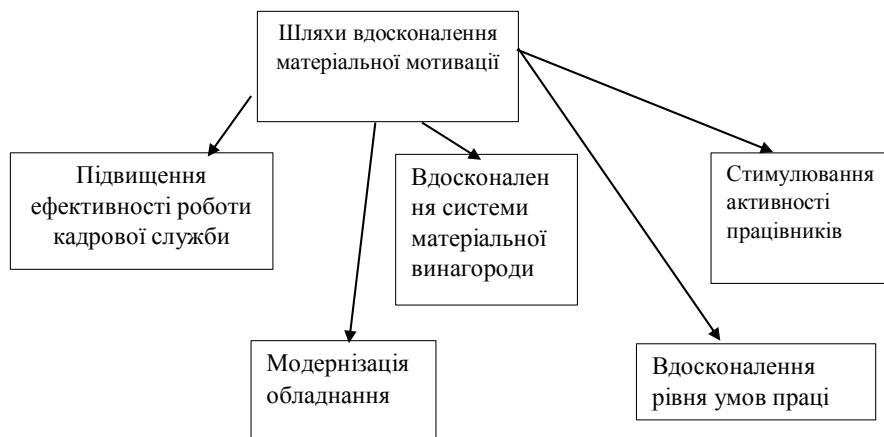 Шляхи вдосконалення
матеріальної мотивації
Підвищення
ефективності роботи
кадрової служби
Вдосконален
ня системи
матеріальної
винагороди
Стимулювання
активності
працівників
Модернізація
обладнання
Вдосконалення
рівня умов праці